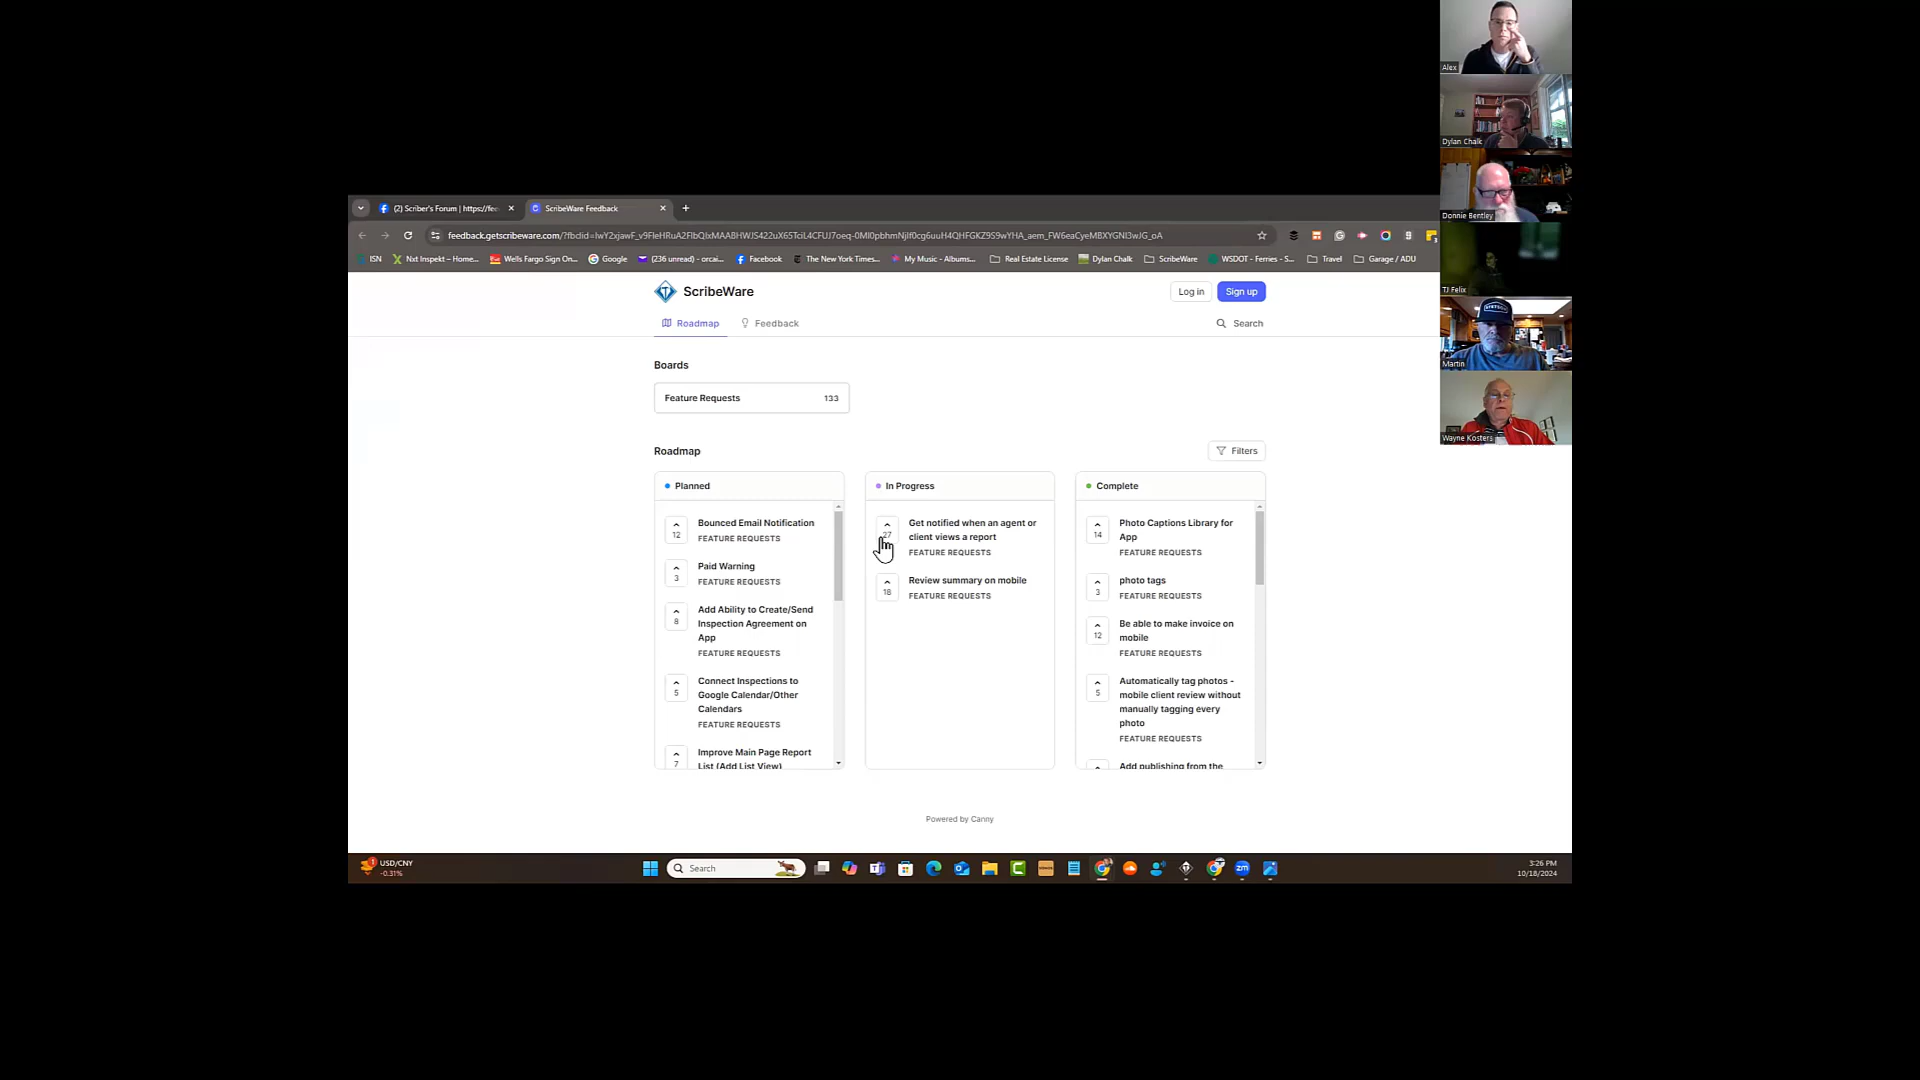 Alex
Dylan Chalk
Donnie Bentley
TJ Felix
Martin
Wayne Kosters
(2) Scriber's Forum | https://fee
ScribeWare Feedback
ISN
Nxt Inspekt – Home...
Wells Fargo Sign On...
Google
(236 unread) - orcai...
Facebook
The New York Times...
My Music - Albums...
Real Estate License
Dylan Chalk
ScribeWare
WSDOT - Ferries - S...
Travel
Garage / ADU
ScribeWare
Log in
Sign up
Roadmap
Feedback
Search
Boards
Feature Requests 133
Roadmap
Filters
Planned
12
Bounced Email Notification
FEATURE REQUESTS
3
Paid Warning
FEATURE REQUESTS
8
Add Ability to Create/Send
Inspection Agreement on
App
FEATURE REQUESTS
5
Connect Inspections to
Google Calendar/Other
Calendars
FEATURE REQUESTS
7
Improve Main Page Report
List (Add List View)
In Progress
27
Get notified when an agent or
client views a report
FEATURE REQUESTS
18
Review summary on mobile
FEATURE REQUESTS
Complete
14
Photo Captions Library for
App
FEATURE REQUESTS
3
photo tags
FEATURE REQUESTS
12
Be able to make invoice on
mobile
FEATURE REQUESTS
5
Automatically tag photos -
mobile client review without
manually tagging every
photo
FEATURE REQUESTS
Add publishing from the
Powered by Canny
USD/CNY
-0.31%
Search
3:26 PM
10/18/2024